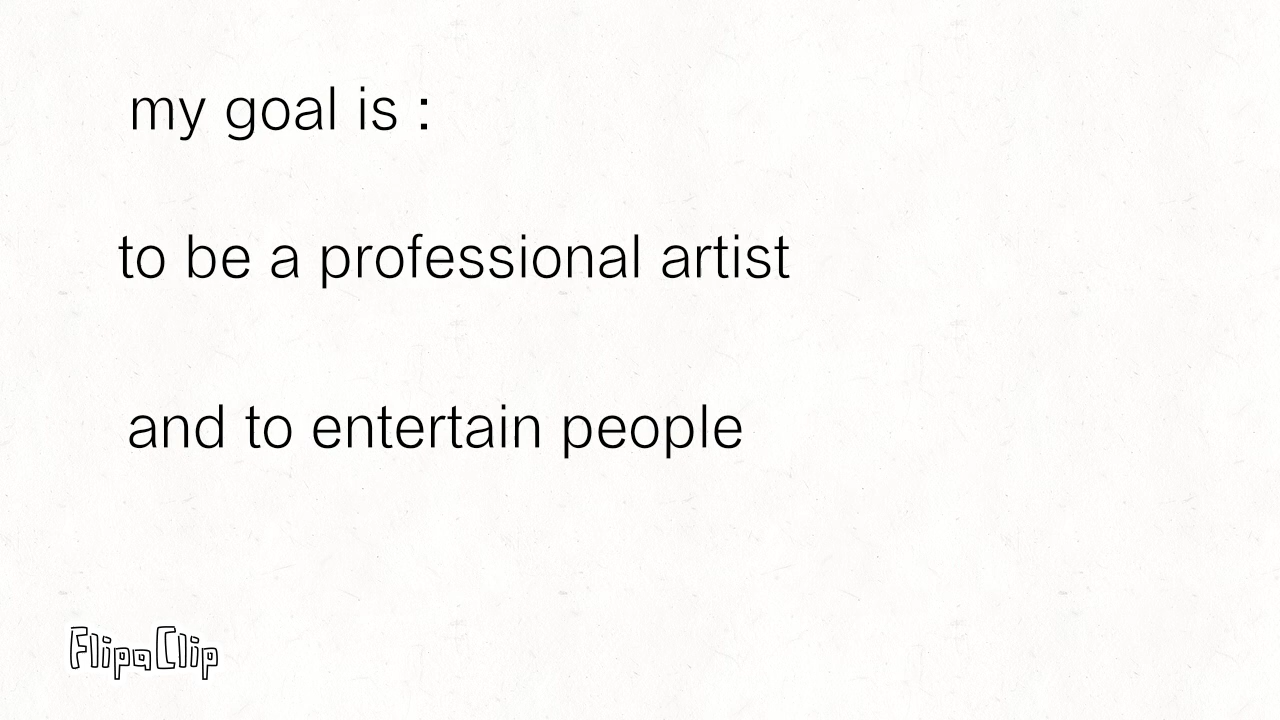 my goal is :
to be a professional artist
and to entertain people
FlipaClip